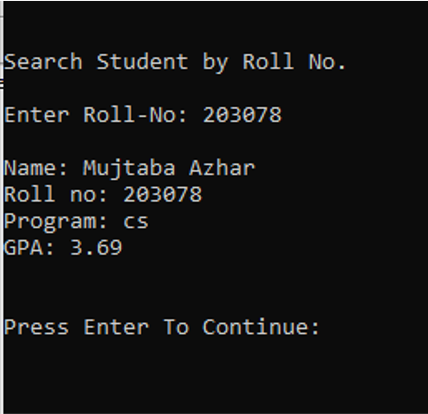 Search Student by Roll No.
Enter Roll-No: 203078
Name: Mujtaba Azhar
Roll no: 203078
Program: cs
GPA: 3.69
Press Enter To Continue: